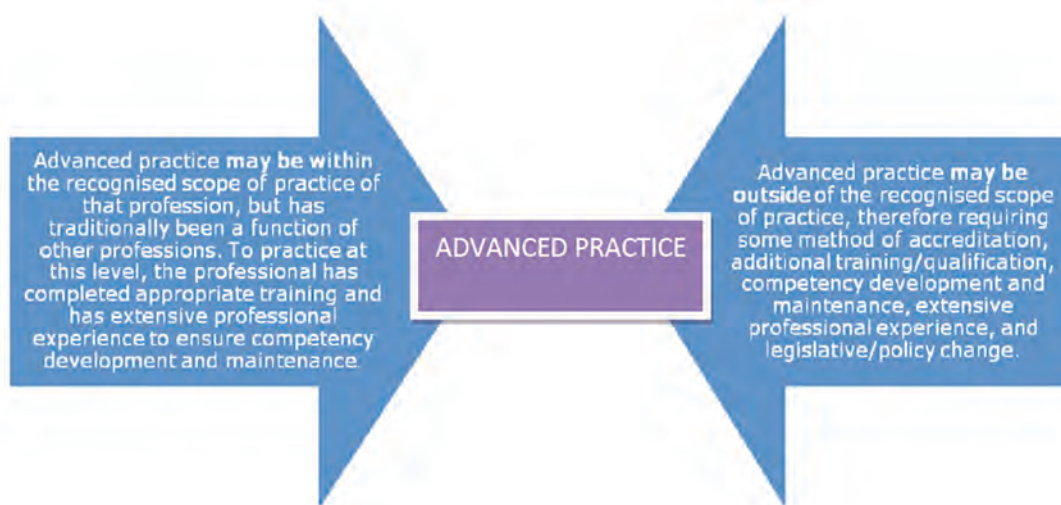 Advanced practice may be within
the recognised scope of practice of
that profession, but has
traditionally been a function of
other professions. To practice at
this level, the professional has
completed appropriate training and
has extensive professional
experience to ensure competency
development and maintenance.
ADVANCED PRACTICE
Advanced practice may be
outside of the recognised scope
of practice, therefore requiring
some method of accreditation,
additional training/qualification,
competency development and
maintenance, extensive
professional experience, and
legislative/policy change.